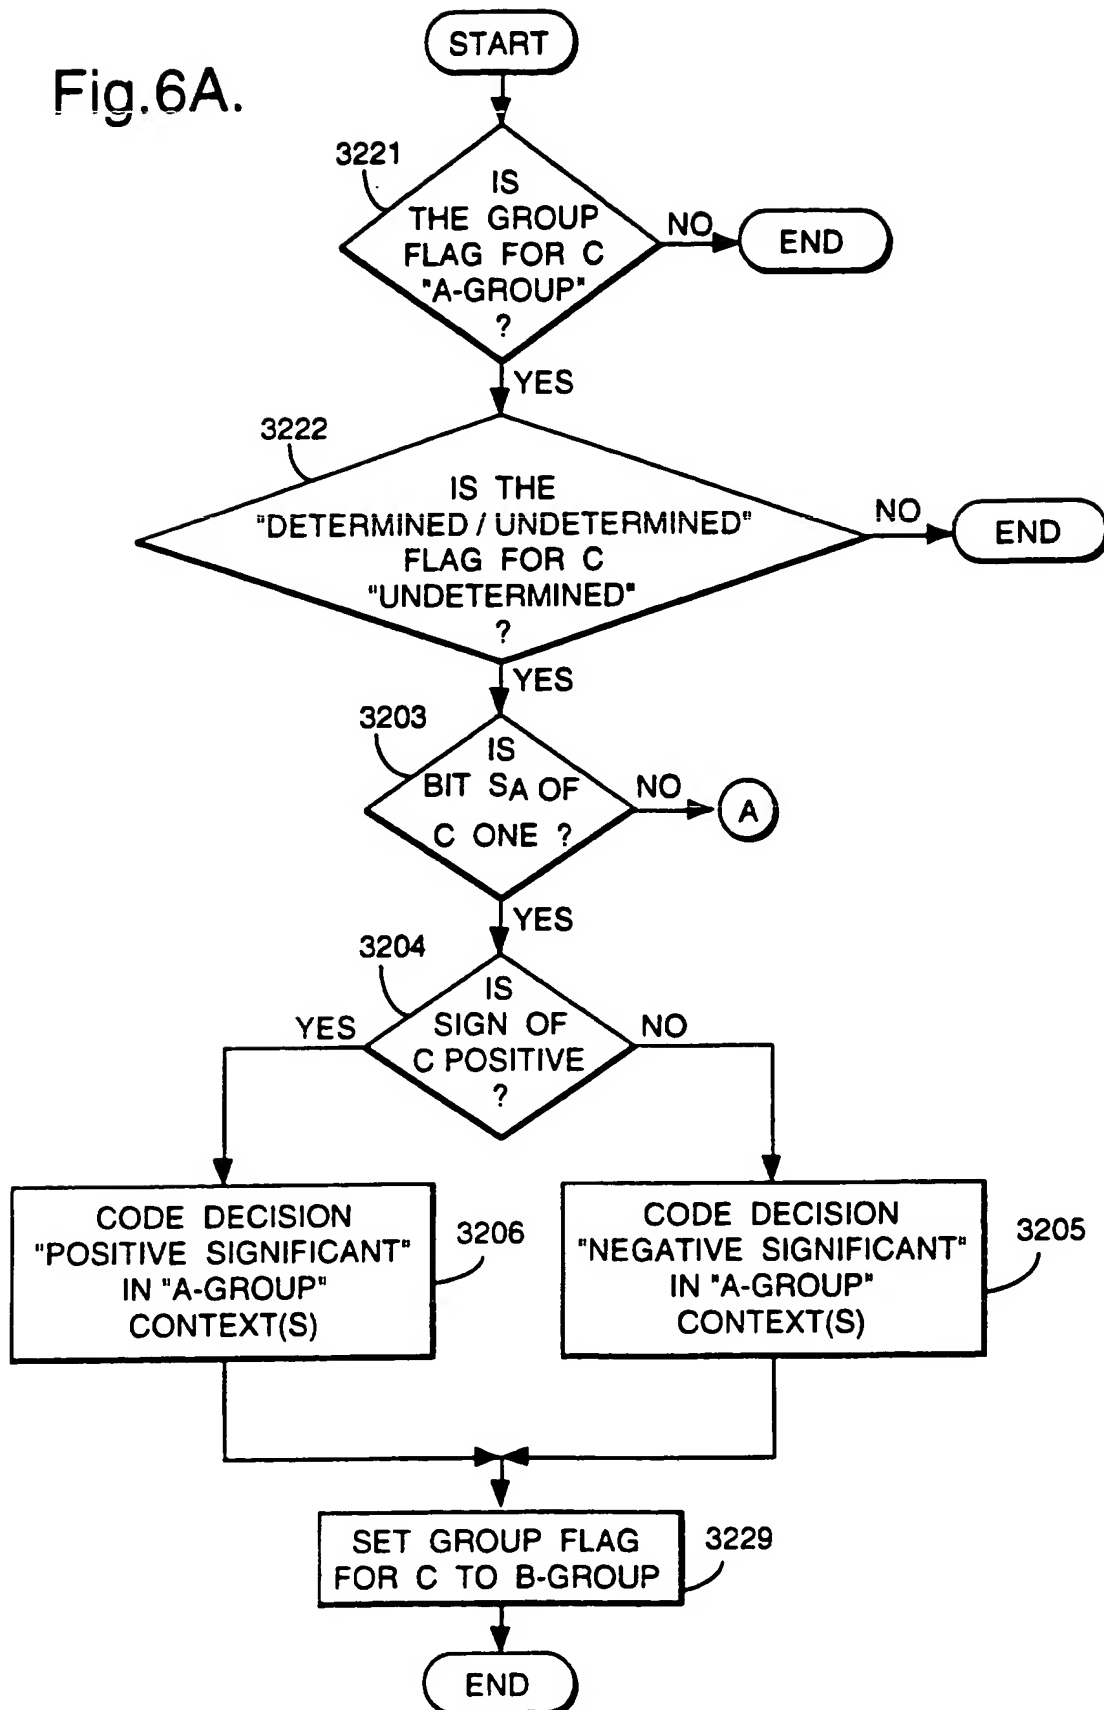 START
Fig.6A.
3221
IS
THE GROUP
FLAG FOR C
"A-GROUP"
?
NO
END
YES
3222
IS THE
"DETERMINED / UNDETERMINED"
FLAG FOR C
"UNDETERMINED"
?
NO
END
YES
3203
IS
BIT SA OF
C ONE ?
NO
A
YES
3204
IS
SIGN OF
C POSITIVE
?
YES
NO
CODE DECISION
"POSITIVE SIGNIFICANT"
IN "A-GROUP"
CONTEXT(S)
3206
CODE DECISION
"NEGATIVE SIGNIFICANT"
IN "A-GROUP"
CONTEXT(S)
3205
SET GROUP FLAG
FOR C TO B-GROUP
3229
END